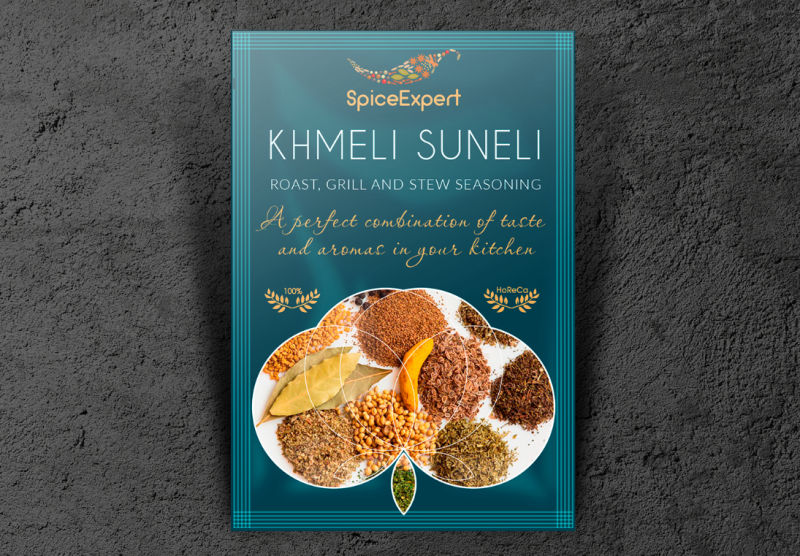 SpiceExpert
KHMELI SUNELI
ROAST, GRILL AND STEW SEASONING
A perfect combination of taste
and aromas in your kitchen
100%
HoReCa